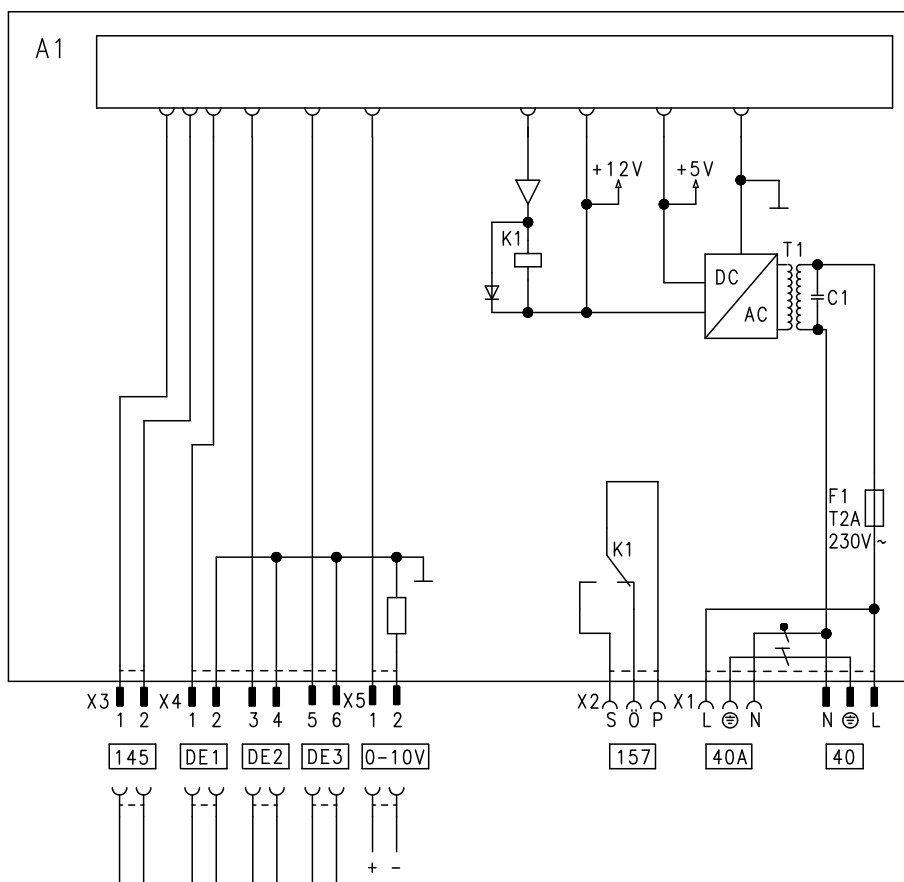 A1
+12V
+5V
K1
T1
DC
AC
C1
F1
T2A
230V~
K1
X3 X4 X5 X2 X1
1 2 1 2 3 4 5 6 1 2 S Ö P L N N L
145 DE1 DE2 DE3 0-10V 157 40A 40
+ -